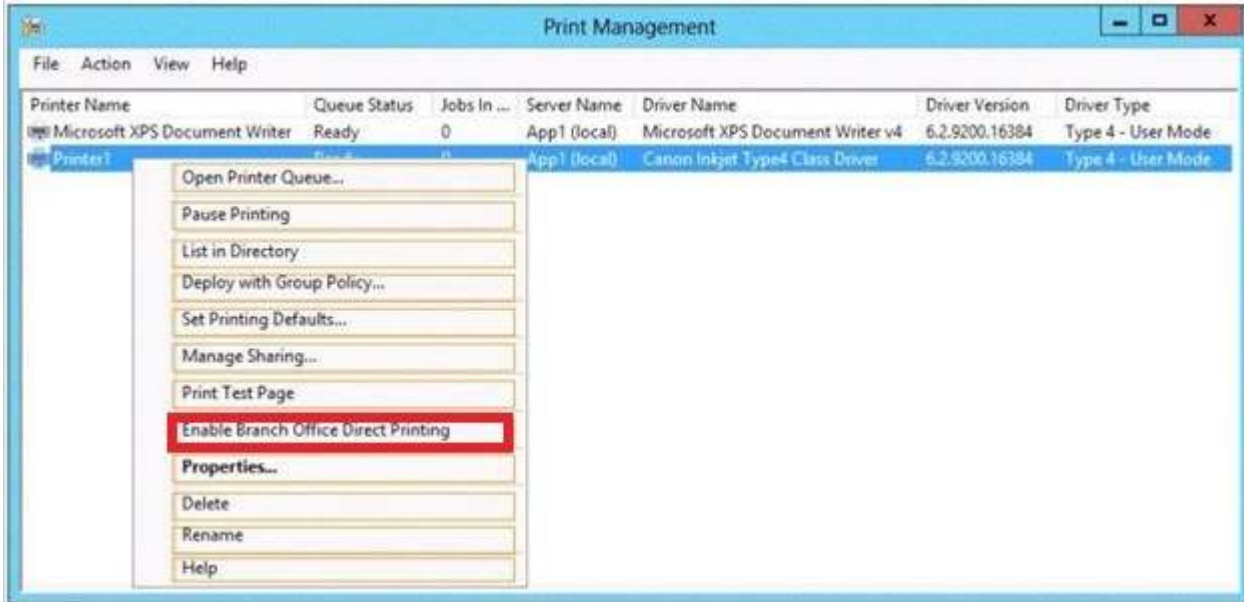 Print Management
File Action View Help
Printer Name Queue Status Jobs In ... Server Name Driver Name Driver Version Driver Type
Microsoft XPS Document Writer Ready 0 App1 (local) Microsoft XPS Document Writer v4 6.2.9200.16384 Type 4 - User Mode
Printer1 App1 (local) Canon Inkjet Type4 Class Driver 6.2.9200.16384 Type 4 - User Mode
Open Printer Queue...
Pause Printing
List in Directory
Deploy with Group Policy...
Set Printing Defaults...
Manage Sharing...
Print Test Page
Enable Branch Office Direct Printing
Properties...
Delete
Rename
Help